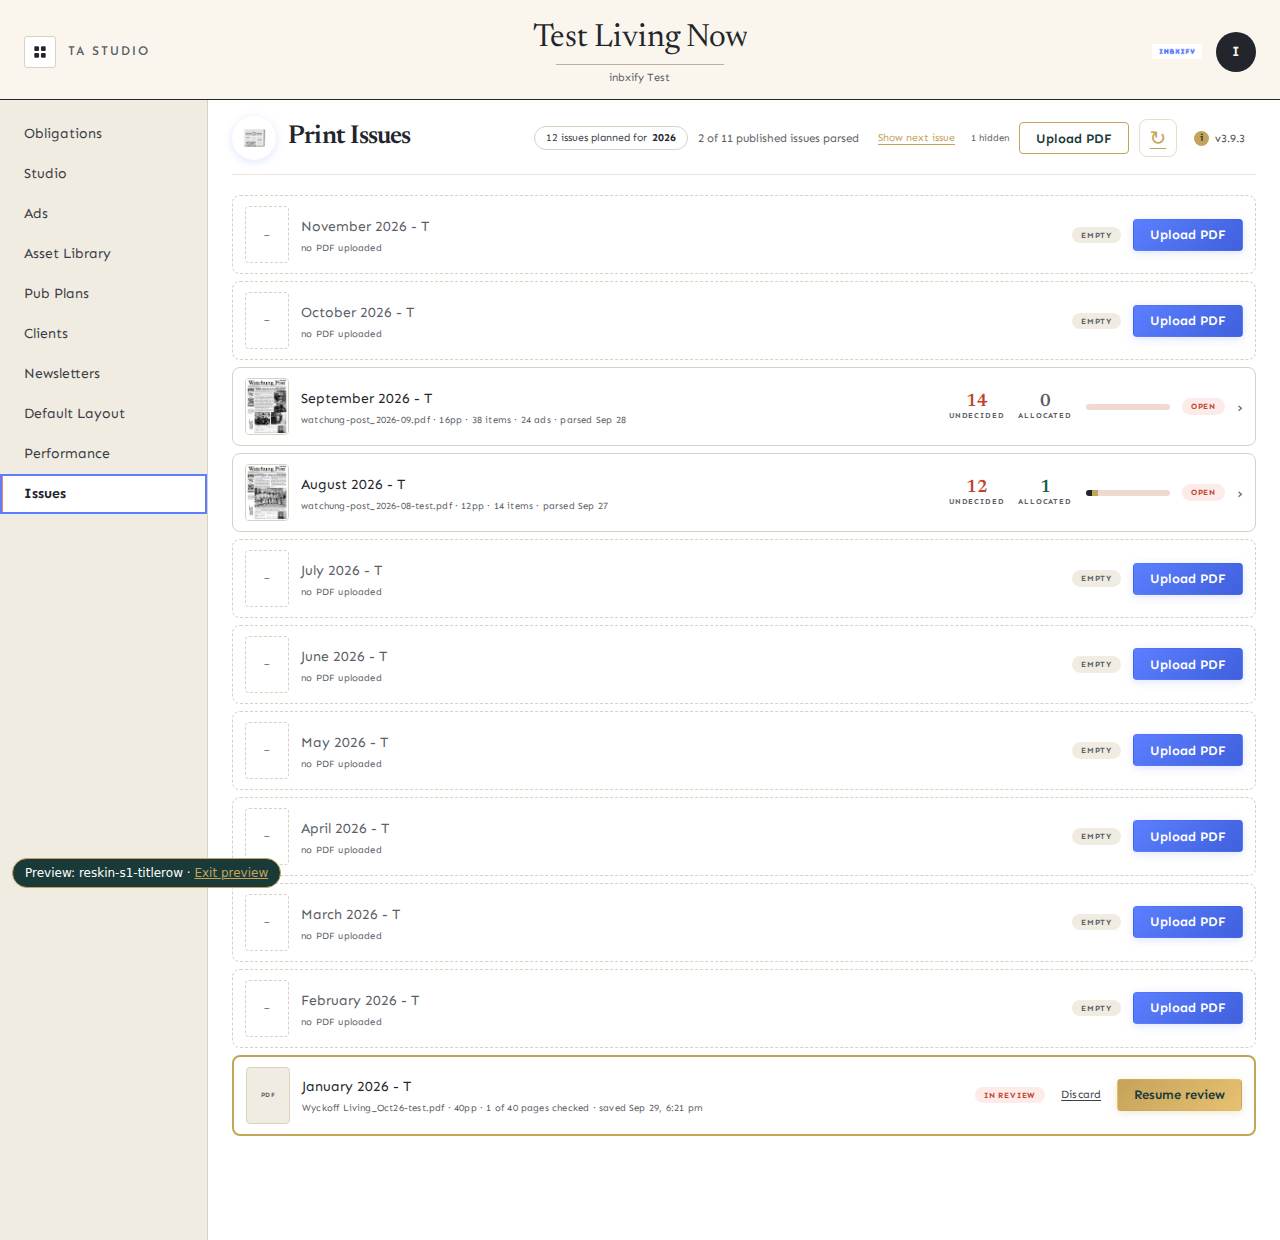 TA STUDIO
Test Living Now
inbxify Test
INBXIFY
I
Obligations
Studio
Ads
Asset Library
Pub Plans
Clients
Newsletters
Default Layout
Performance
Issues
Print Issues
12 issues planned for 2026
2 of 11 published issues parsed
Show next issue
1 hidden
Upload PDF
↻
i
v3.9.3
–
November 2026 - T
no PDF uploaded
EMPTY
Upload PDF
–
October 2026 - T
no PDF uploaded
EMPTY
Upload PDF
Watchung Post
September 2026 - T
watchung-post_2026-09.pdf · 16pp · 38 items · 24 ads · parsed Sep 28
14
UNDECIDED
0
ALLOCATED
OPEN
›
Watchung Post
August 2026 - T
watchung-post_2026-08-test.pdf · 12pp · 14 items · parsed Sep 27
12
UNDECIDED
1
ALLOCATED
OPEN
›
–
July 2026 - T
no PDF uploaded
EMPTY
Upload PDF
–
June 2026 - T
no PDF uploaded
EMPTY
Upload PDF
–
May 2026 - T
no PDF uploaded
EMPTY
Upload PDF
–
April 2026 - T
no PDF uploaded
EMPTY
Upload PDF
Preview: reskin-s1-titlerow · Exit preview
–
March 2026 - T
no PDF uploaded
EMPTY
Upload PDF
–
February 2026 - T
no PDF uploaded
EMPTY
Upload PDF
PDF
January 2026 - T
Wyckoff Living_Oct26-test.pdf · 40pp · 1 of 40 pages checked · saved Sep 29, 6:21 pm
IN REVIEW
Discard
Resume review